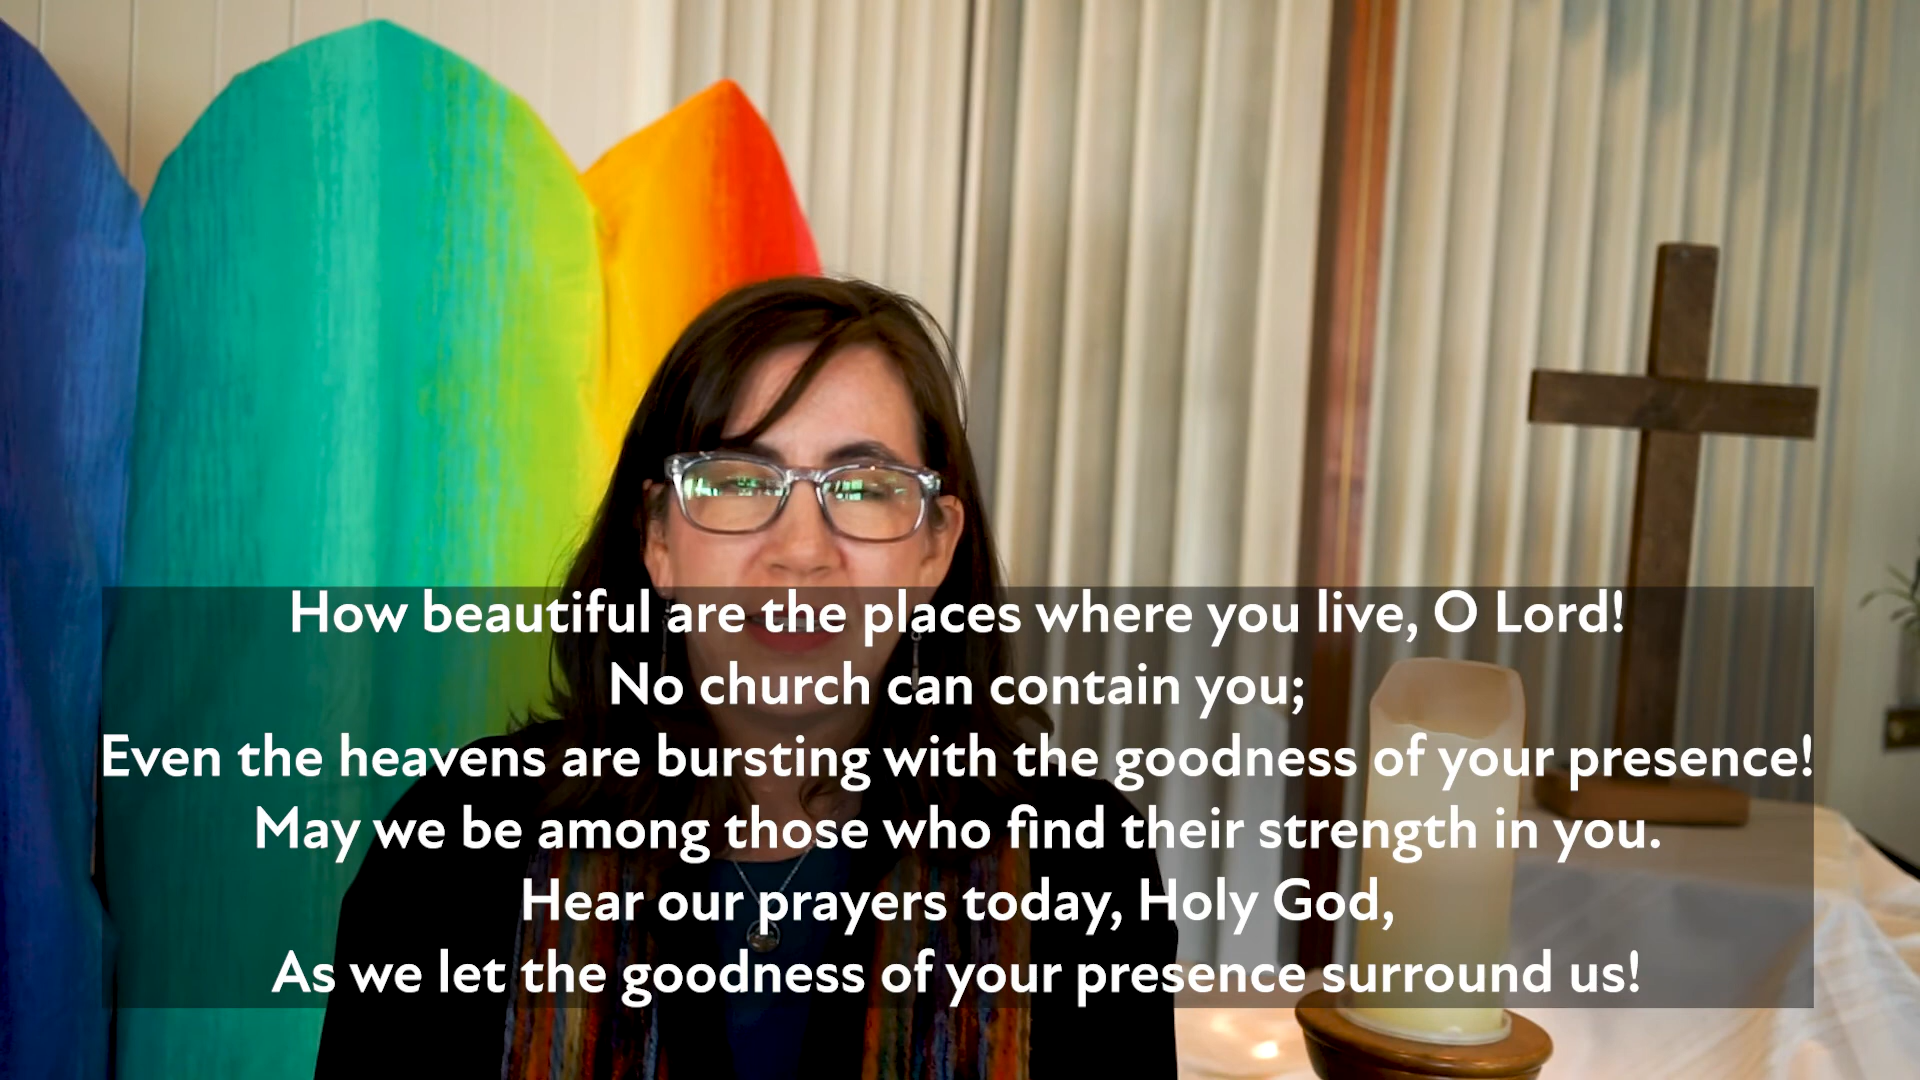 How beautiful are the places where you live, O Lord!
No church can contain you;
Even the heavens are bursting with the goodness of your presence!
May we be among those who find their strength in you.
Hear our prayers today, Holy God,
As we let the goodness of your presence surround us!